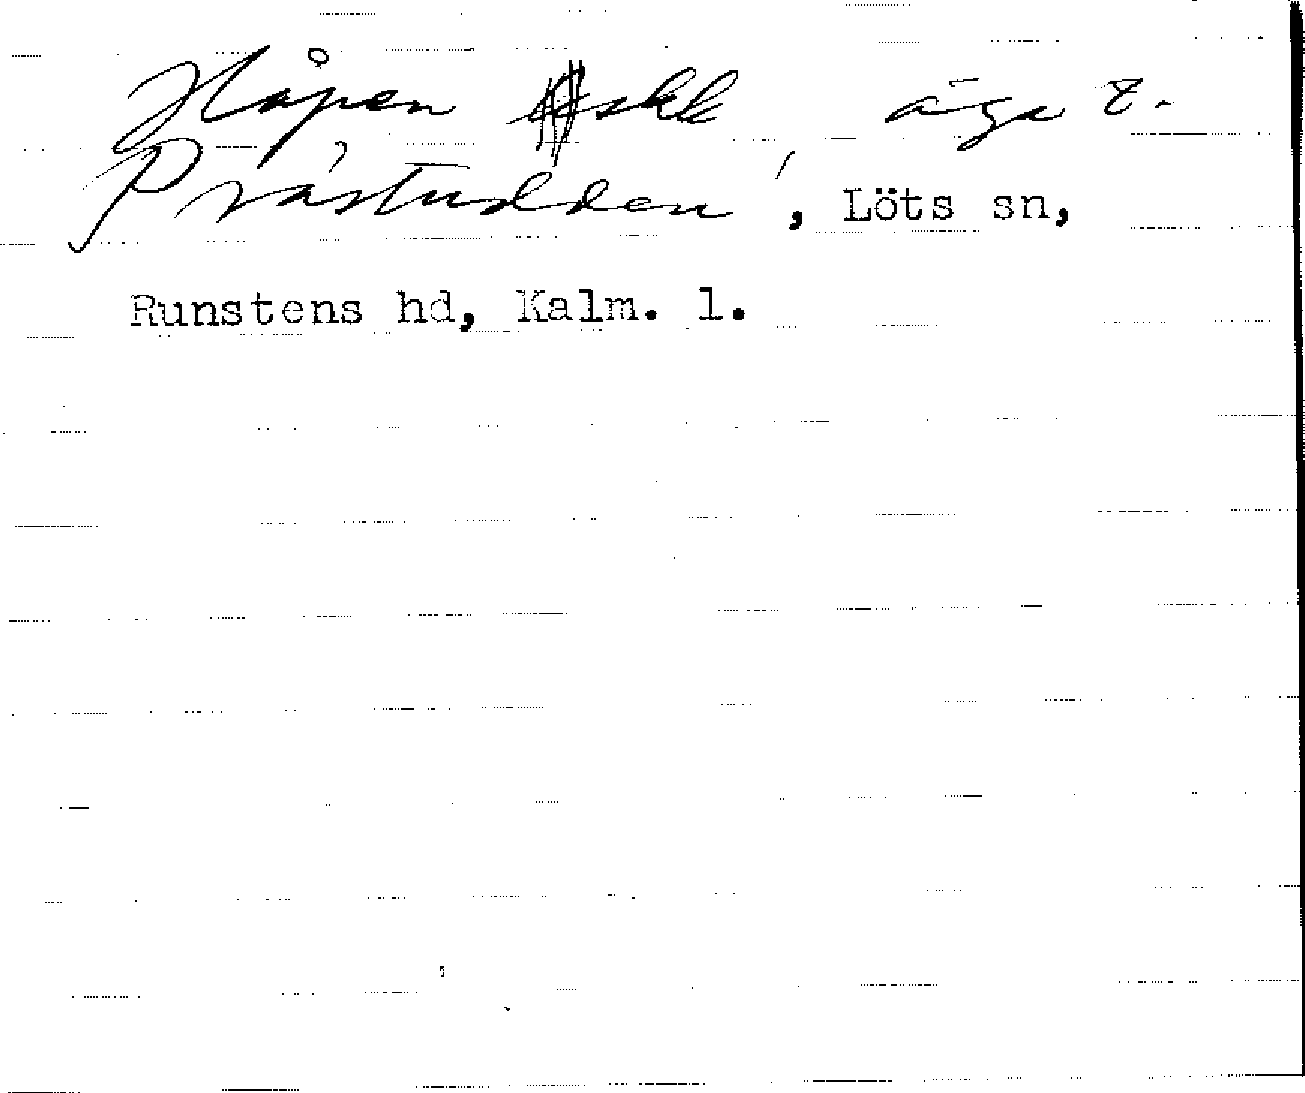 Håpen skk äga t.
Prästudden, Löts sn,
Runstens hd, Kalm. l.